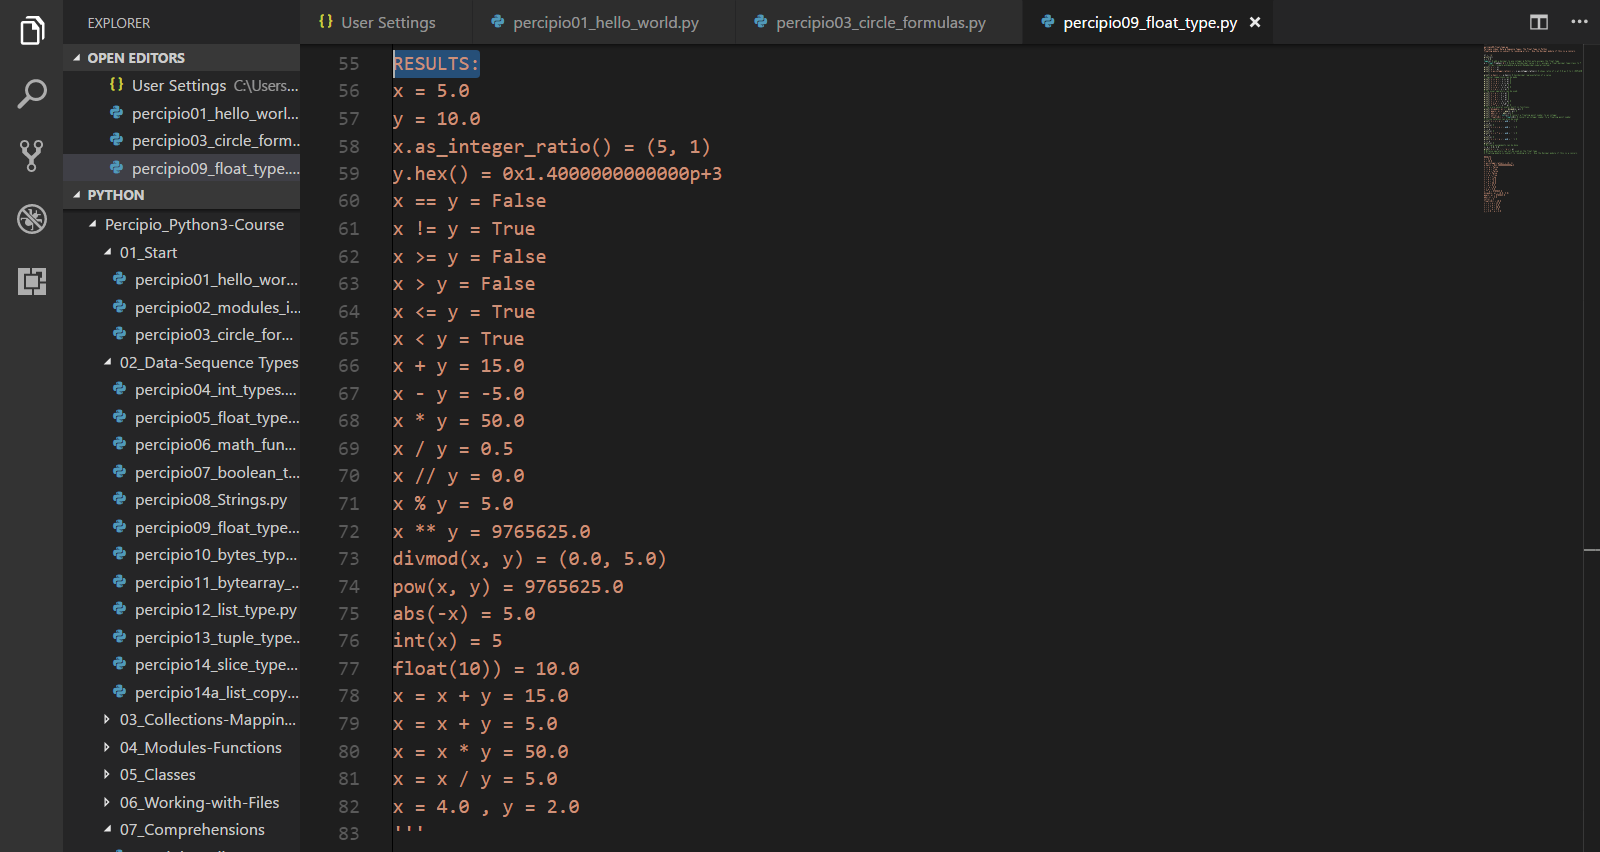 EXPLORER
OPEN EDITORS
{} User Settings C:\Users...
percipio01_hello_worl...
percipio03_circle_form...
percipio09_float_type....
PYTHON
Percipio_Python3-Course
01_Start
percipio01_hello_wor...
percipio02_modules_i...
percipio03_circle_for...
02_Data-Sequence Types
percipio04_int_types....
percipio05_float_type...
percipio06_math_fun...
percipio07_boolean_t...
percipio08_Strings.py
percipio09_float_type...
percipio10_bytes_typ...
percipio11_bytearray_...
percipio12_list_type.py
percipio13_tuple_type...
percipio14_slice_type...
percipio14a_list_copy...
03_Collections-Mappin...
04_Modules-Functions
05_Classes
06_Working-with-Files
07_Comprehensions
{} User Settings percipio01_hello_world.py percipio03_circle_formulas.py percipio09_float_type.py
55 RESULTS:
56 x = 5.0
57 y = 10.0
58 x.as_integer_ratio() = (5, 1)
59 y.hex() = 0x1.4000000000000p+3
60 x == y = False
61 x != y = True
62 x >= y = False
63 x > y = False
64 x <= y = True
65 x < y = True
66 x + y = 15.0
67 x - y = -5.0
68 x * y = 50.0
69 x / y = 0.5
70 x // y = 0.0
71 x % y = 5.0
72 x ** y = 9765625.0
73 divmod(x, y) = (0.0, 5.0)
74 pow(x, y) = 9765625.0
75 abs(-x) = 5.0
76 int(x) = 5
77 float(10)) = 10.0
78 x = x + y = 15.0
79 x = x + y = 5.0
80 x = x * y = 50.0
81 x = x / y = 5.0
82 x = 4.0 , y = 2.0
83 '''